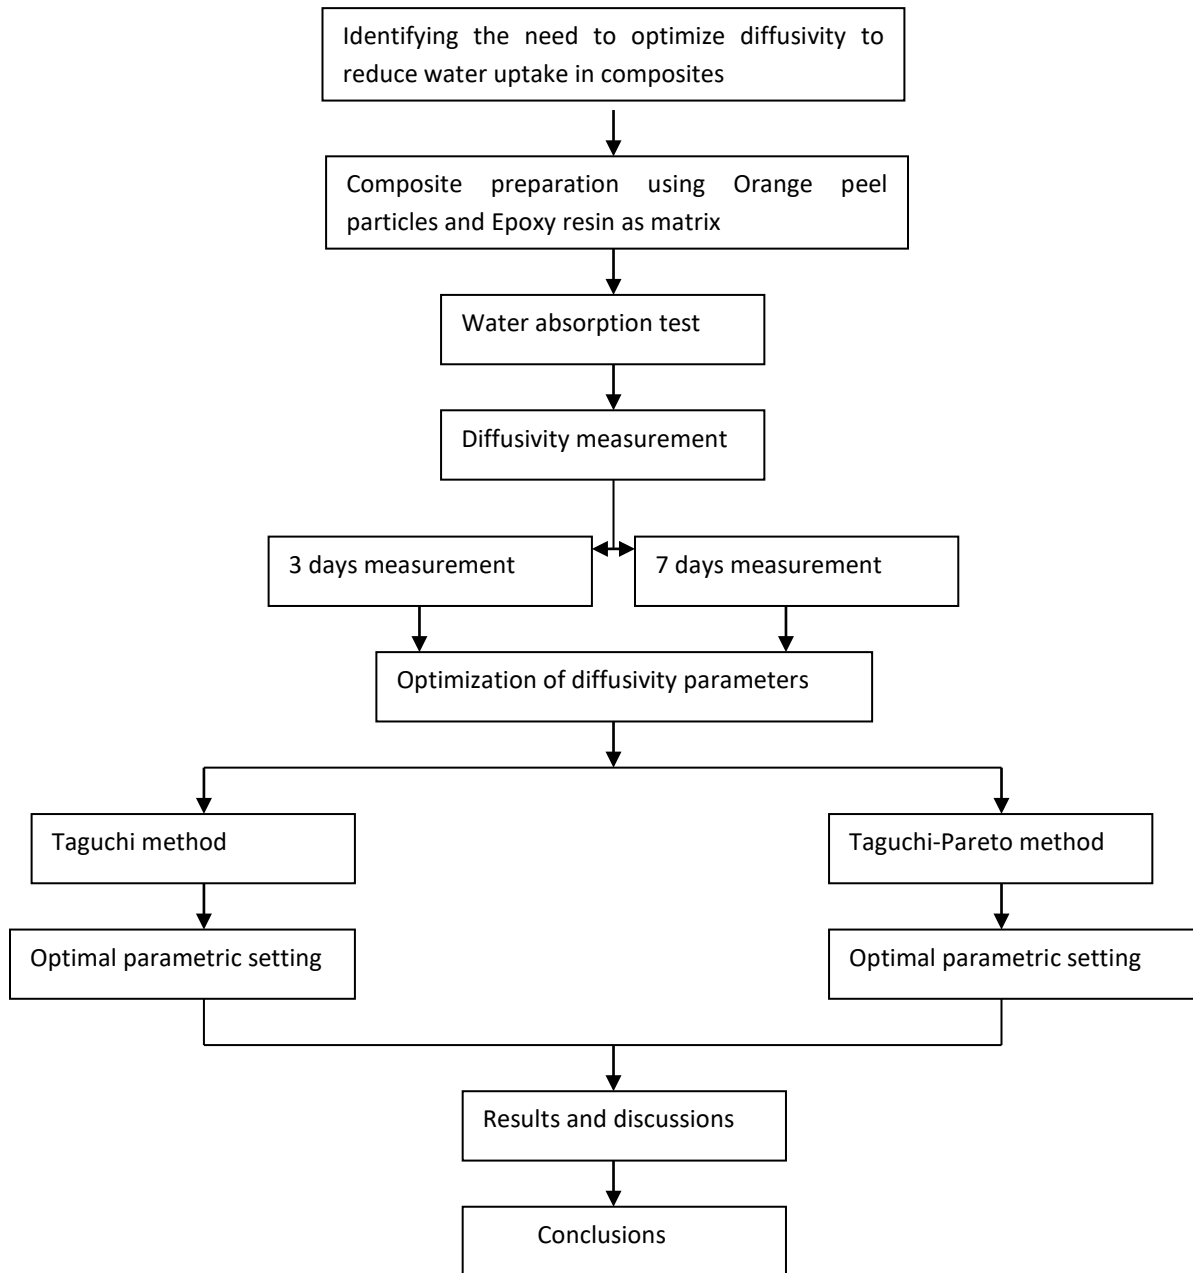 Identifying the need to optimize diffusivity to
reduce water uptake in composites
Composite preparation using Orange peel
particles and Epoxy resin as matrix
Water absorption test
Diffusivity measurement
3 days measurement
7 days measurement
Optimization of diffusivity parameters
Taguchi method
Taguchi-Pareto method
Optimal parametric setting
Optimal parametric setting
Results and discussions
Conclusions